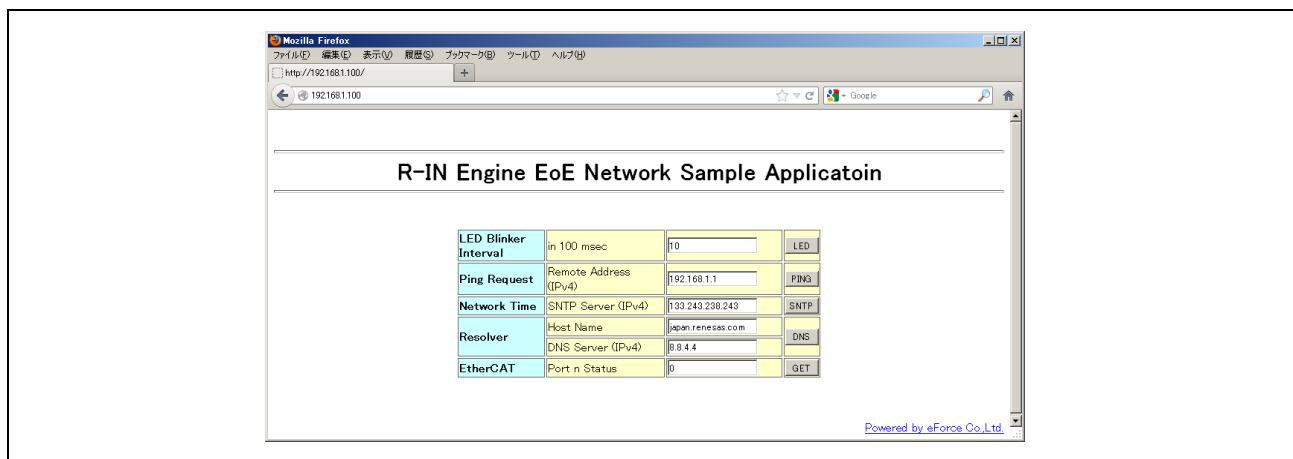 Mozilla Firefox
ファイル(F) 編集(E) 表示(V) 履歴(S) ブックマーク(B) ツール(T) ヘルプ(H)
http://192.168.1.100/ +
192.168.1.100 Google
R-IN Engine EoE Network Sample Applicatoin
LED Blinker Interval in 100 msec 10 LED
Ping Request Remote Address (IPv4) 192.168.1.1 PING
Network Time SNTP Server (IPv4) 133.243.238.243 SNTP
Resolver Host Name japan.renesas.com DNS
DNS Server (IPv4) 8.8.4.4
EtherCAT Port n Status 0 GET
Powered by eForce Co.,Ltd.